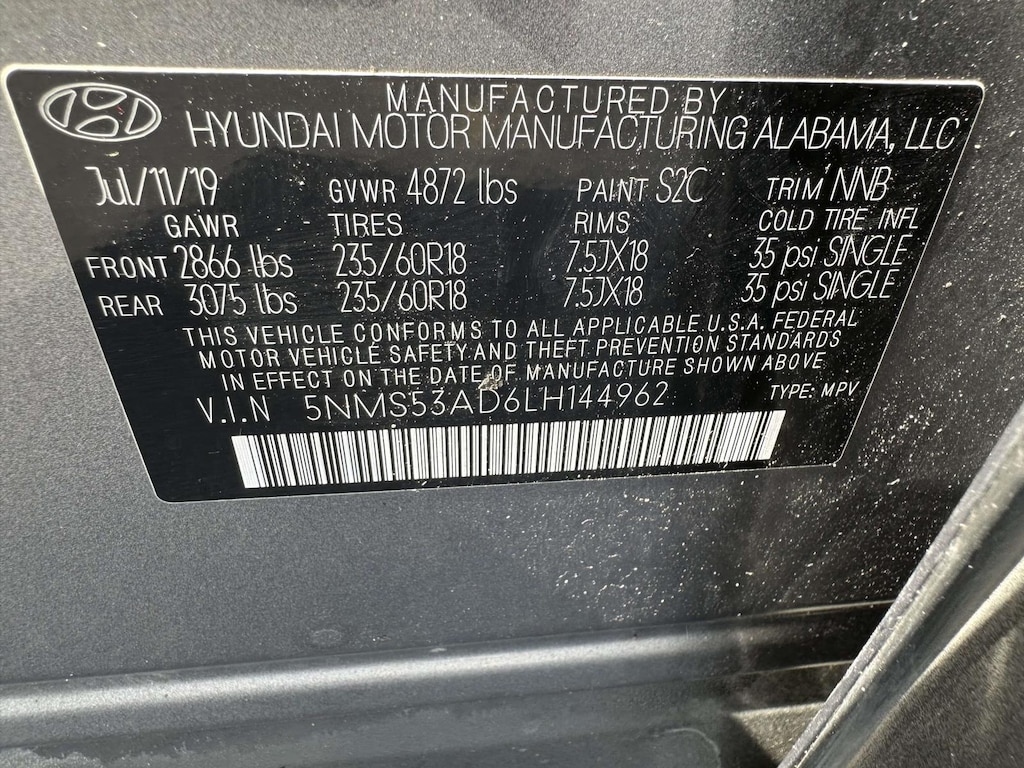 MANUFACTURED BY
HYUNDAI MOTOR MANUFACTURING ALABAMA, LLC
Jul/11/19 GVWR 4872 lbs PAINT S2C TRIM NNB
GAWR TIRES RIMS COLD TIRE INFL
FRONT 2866 lbs 235/60R18 7.5JX18 35 psi SINGLE
REAR 3075 lbs 235/60R18 7.5JX18 35 psi SINGLE
THIS VEHICLE CONFORMS TO ALL APPLICABLE U.S.A. FEDERAL
MOTOR VEHICLE SAFETY AND THEFT PREVENTION STANDARDS
IN EFFECT ON THE DATE OF MANUFACTURE SHOWN ABOVE
V.I.N 5NMS53AD6LH144962 TYPE: MPV